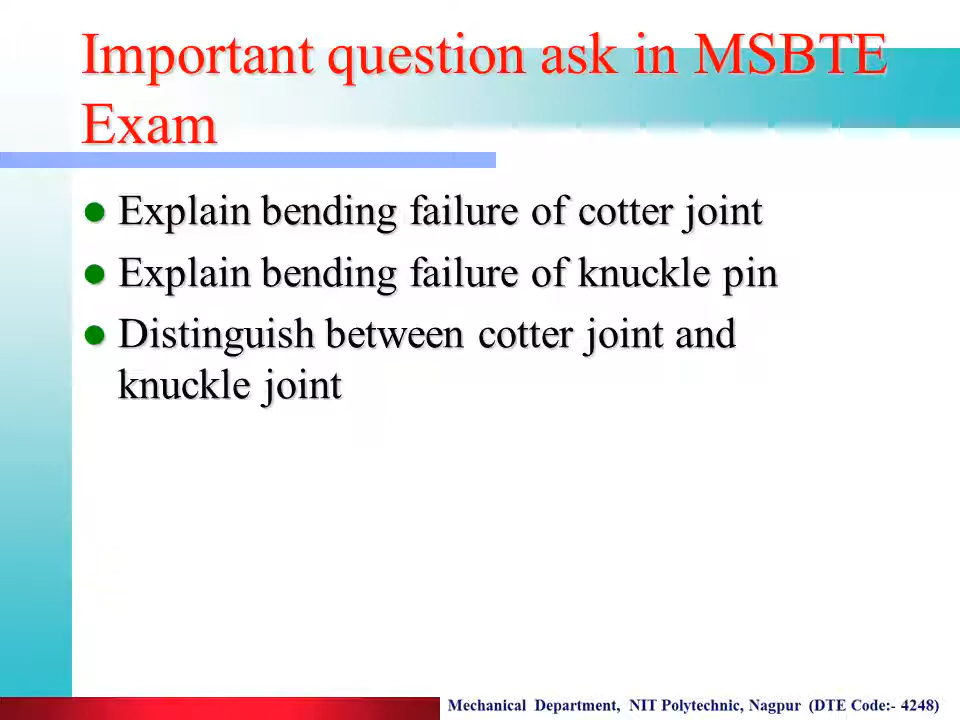 Important question ask in MSBTE
Exam
Explain bending failure of cotter joint
Explain bending failure of knuckle pin
Distinguish between cotter joint and
knuckle joint
Mechanical Department, NIT Polytechnic, Nagpur (DTE Code:- 4248)